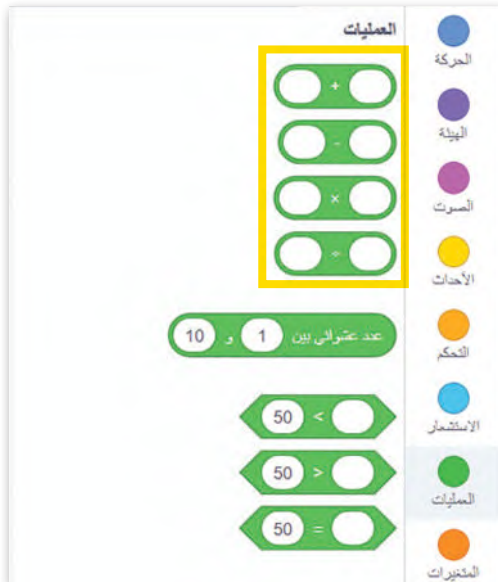 العمليات
الحركة
الهيئة
الصوت
الأحداث
التحكم
الاستشعار
العمليات
المتغيرات
+
-
×
÷
عدد عشوائي بين 1 و 10
< 50
> 50
= 50